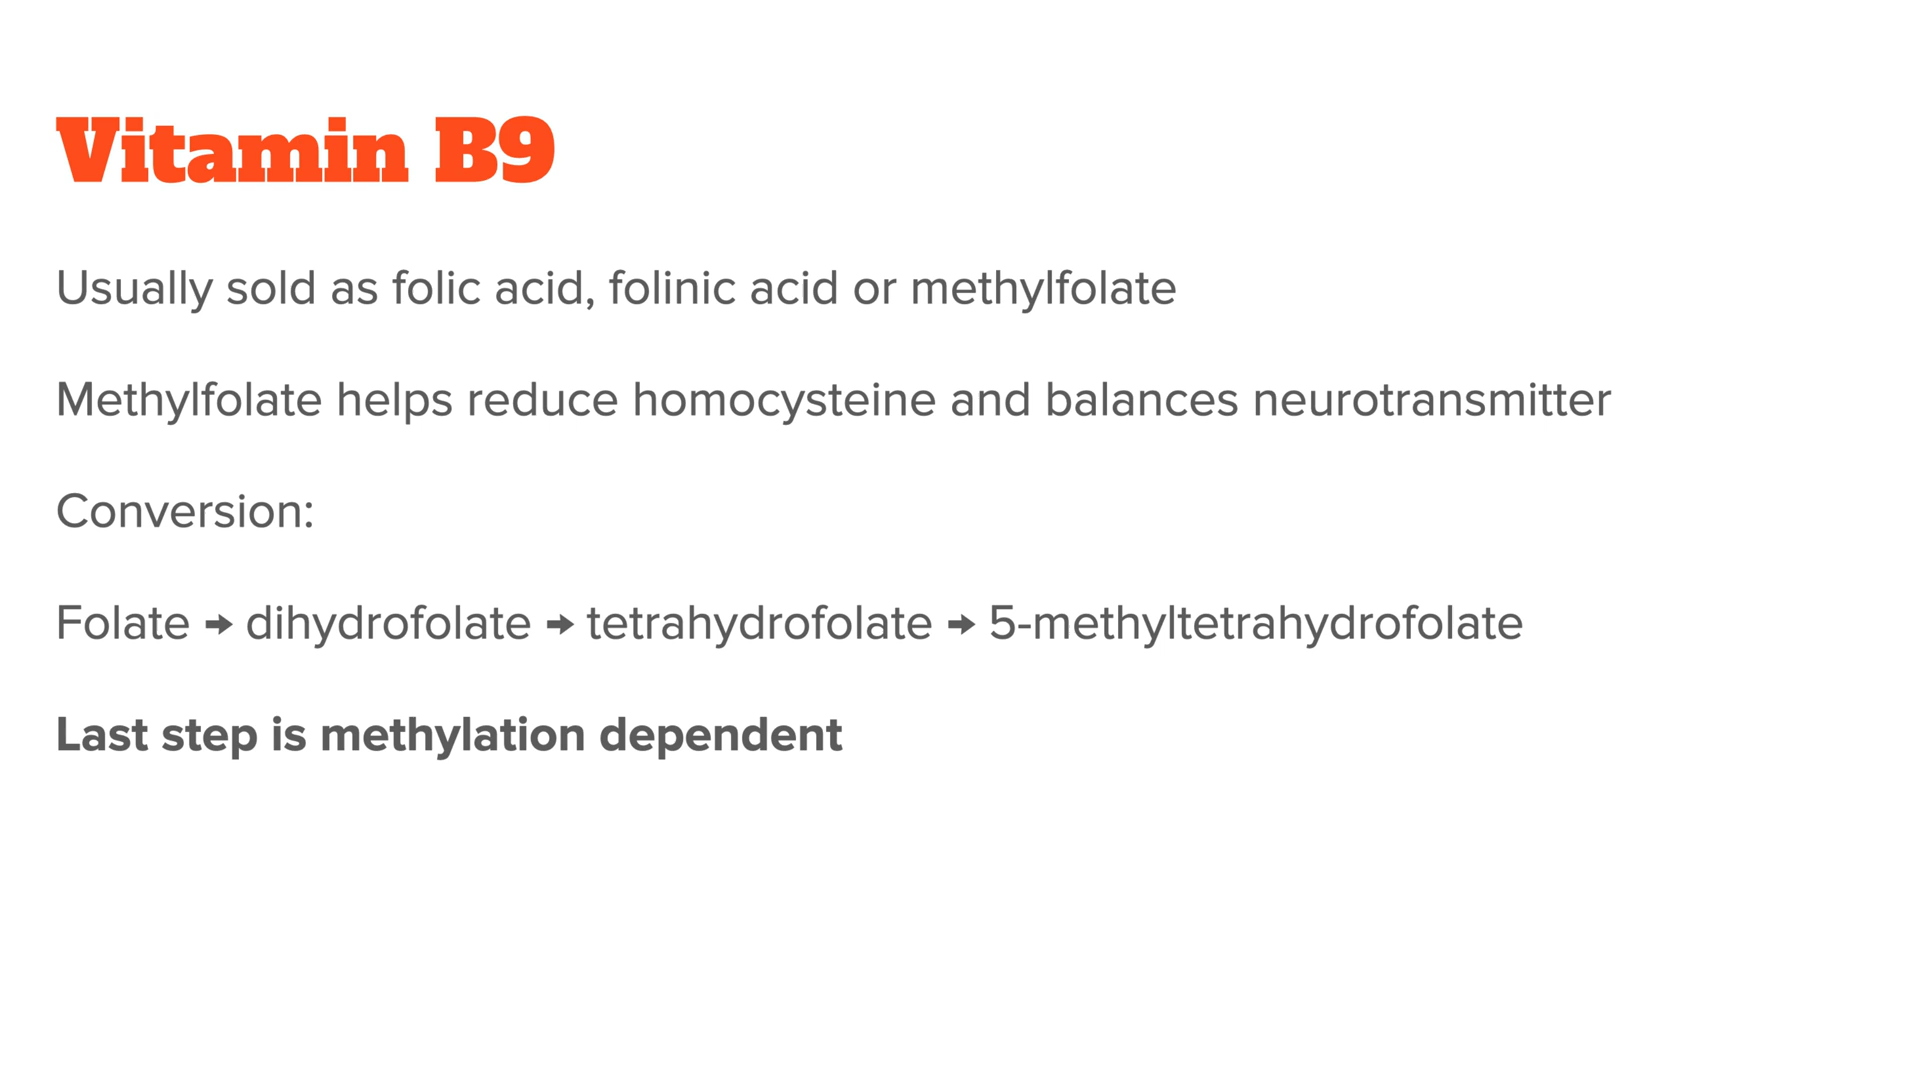 Vitamin B9
Usually sold as folic acid, folinic acid or methylfolate
Methylfolate helps reduce homocysteine and balances neurotransmitter
Conversion:
Folate → dihydrofolate → tetrahydrofolate → 5-methyltetrahydrofolate
Last step is methylation dependent